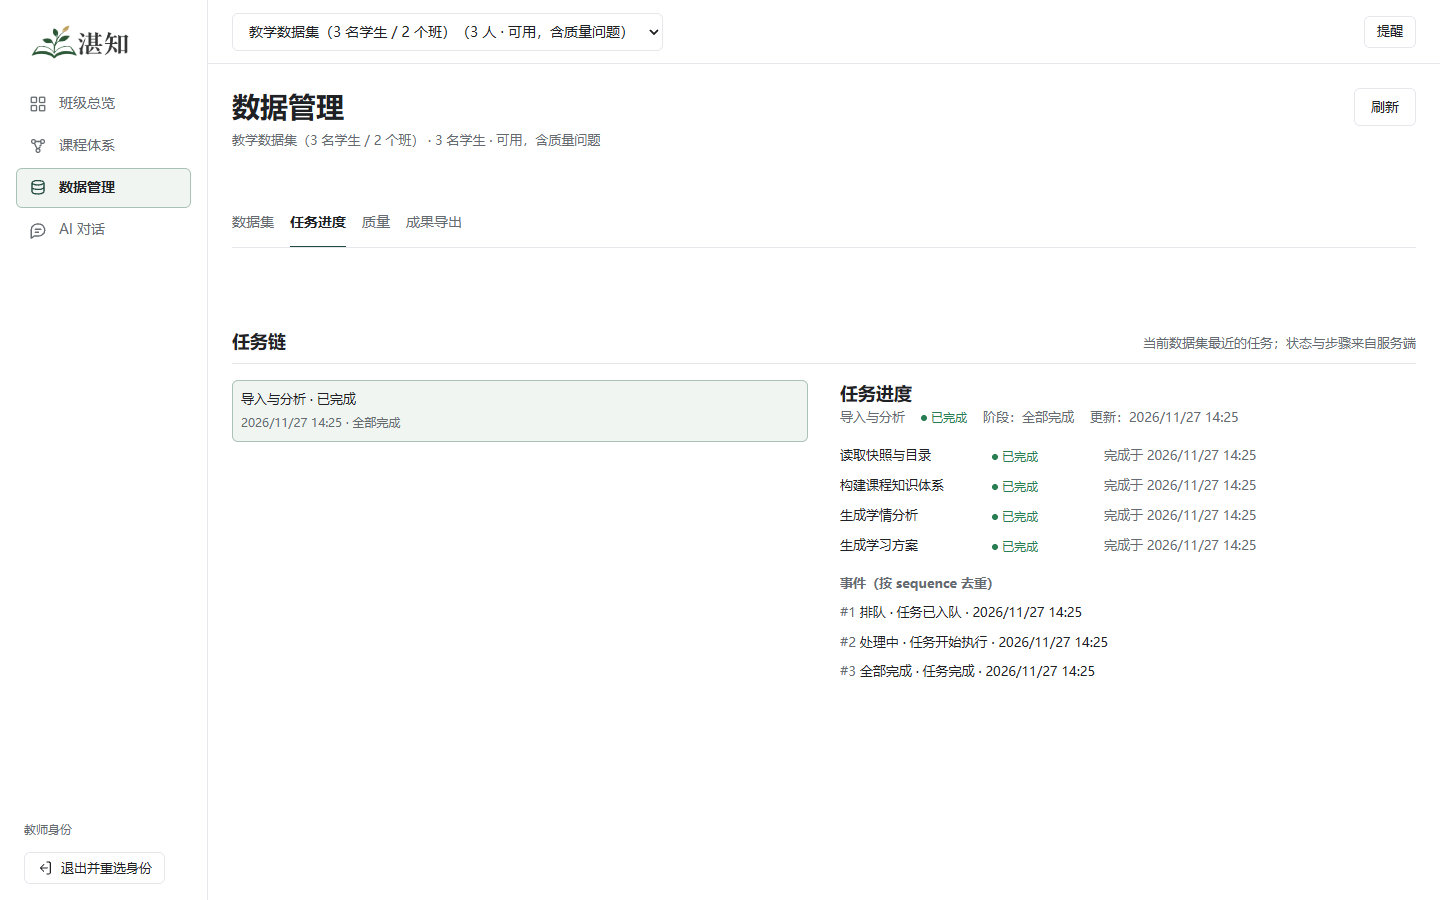 湛知
教学数据集（3 名学生 / 2 个班）（3 人 · 可用，含质量问题）
提醒
班级总览
课程体系
数据管理
AI 对话
数据管理
刷新
教学数据集（3 名学生 / 2 个班） · 3 名学生 · 可用，含质量问题
数据集 任务进度 质量 成果导出
任务链
当前数据集最近的任务；状态与步骤来自服务端
导入与分析 · 已完成
2026/11/27 14:25 · 全部完成
任务进度
导入与分析 已完成 阶段：全部完成 更新：2026/11/27 14:25
读取快照与目录 已完成 完成于 2026/11/27 14:25
构建课程知识体系 已完成 完成于 2026/11/27 14:25
生成学情分析 已完成 完成于 2026/11/27 14:25
生成学习方案 已完成 完成于 2026/11/27 14:25
事件（按 sequence 去重）
#1 排队 · 任务已入队 · 2026/11/27 14:25
#2 处理中 · 任务开始执行 · 2026/11/27 14:25
#3 全部完成 · 任务完成 · 2026/11/27 14:25
教师身份
退出并重选身份